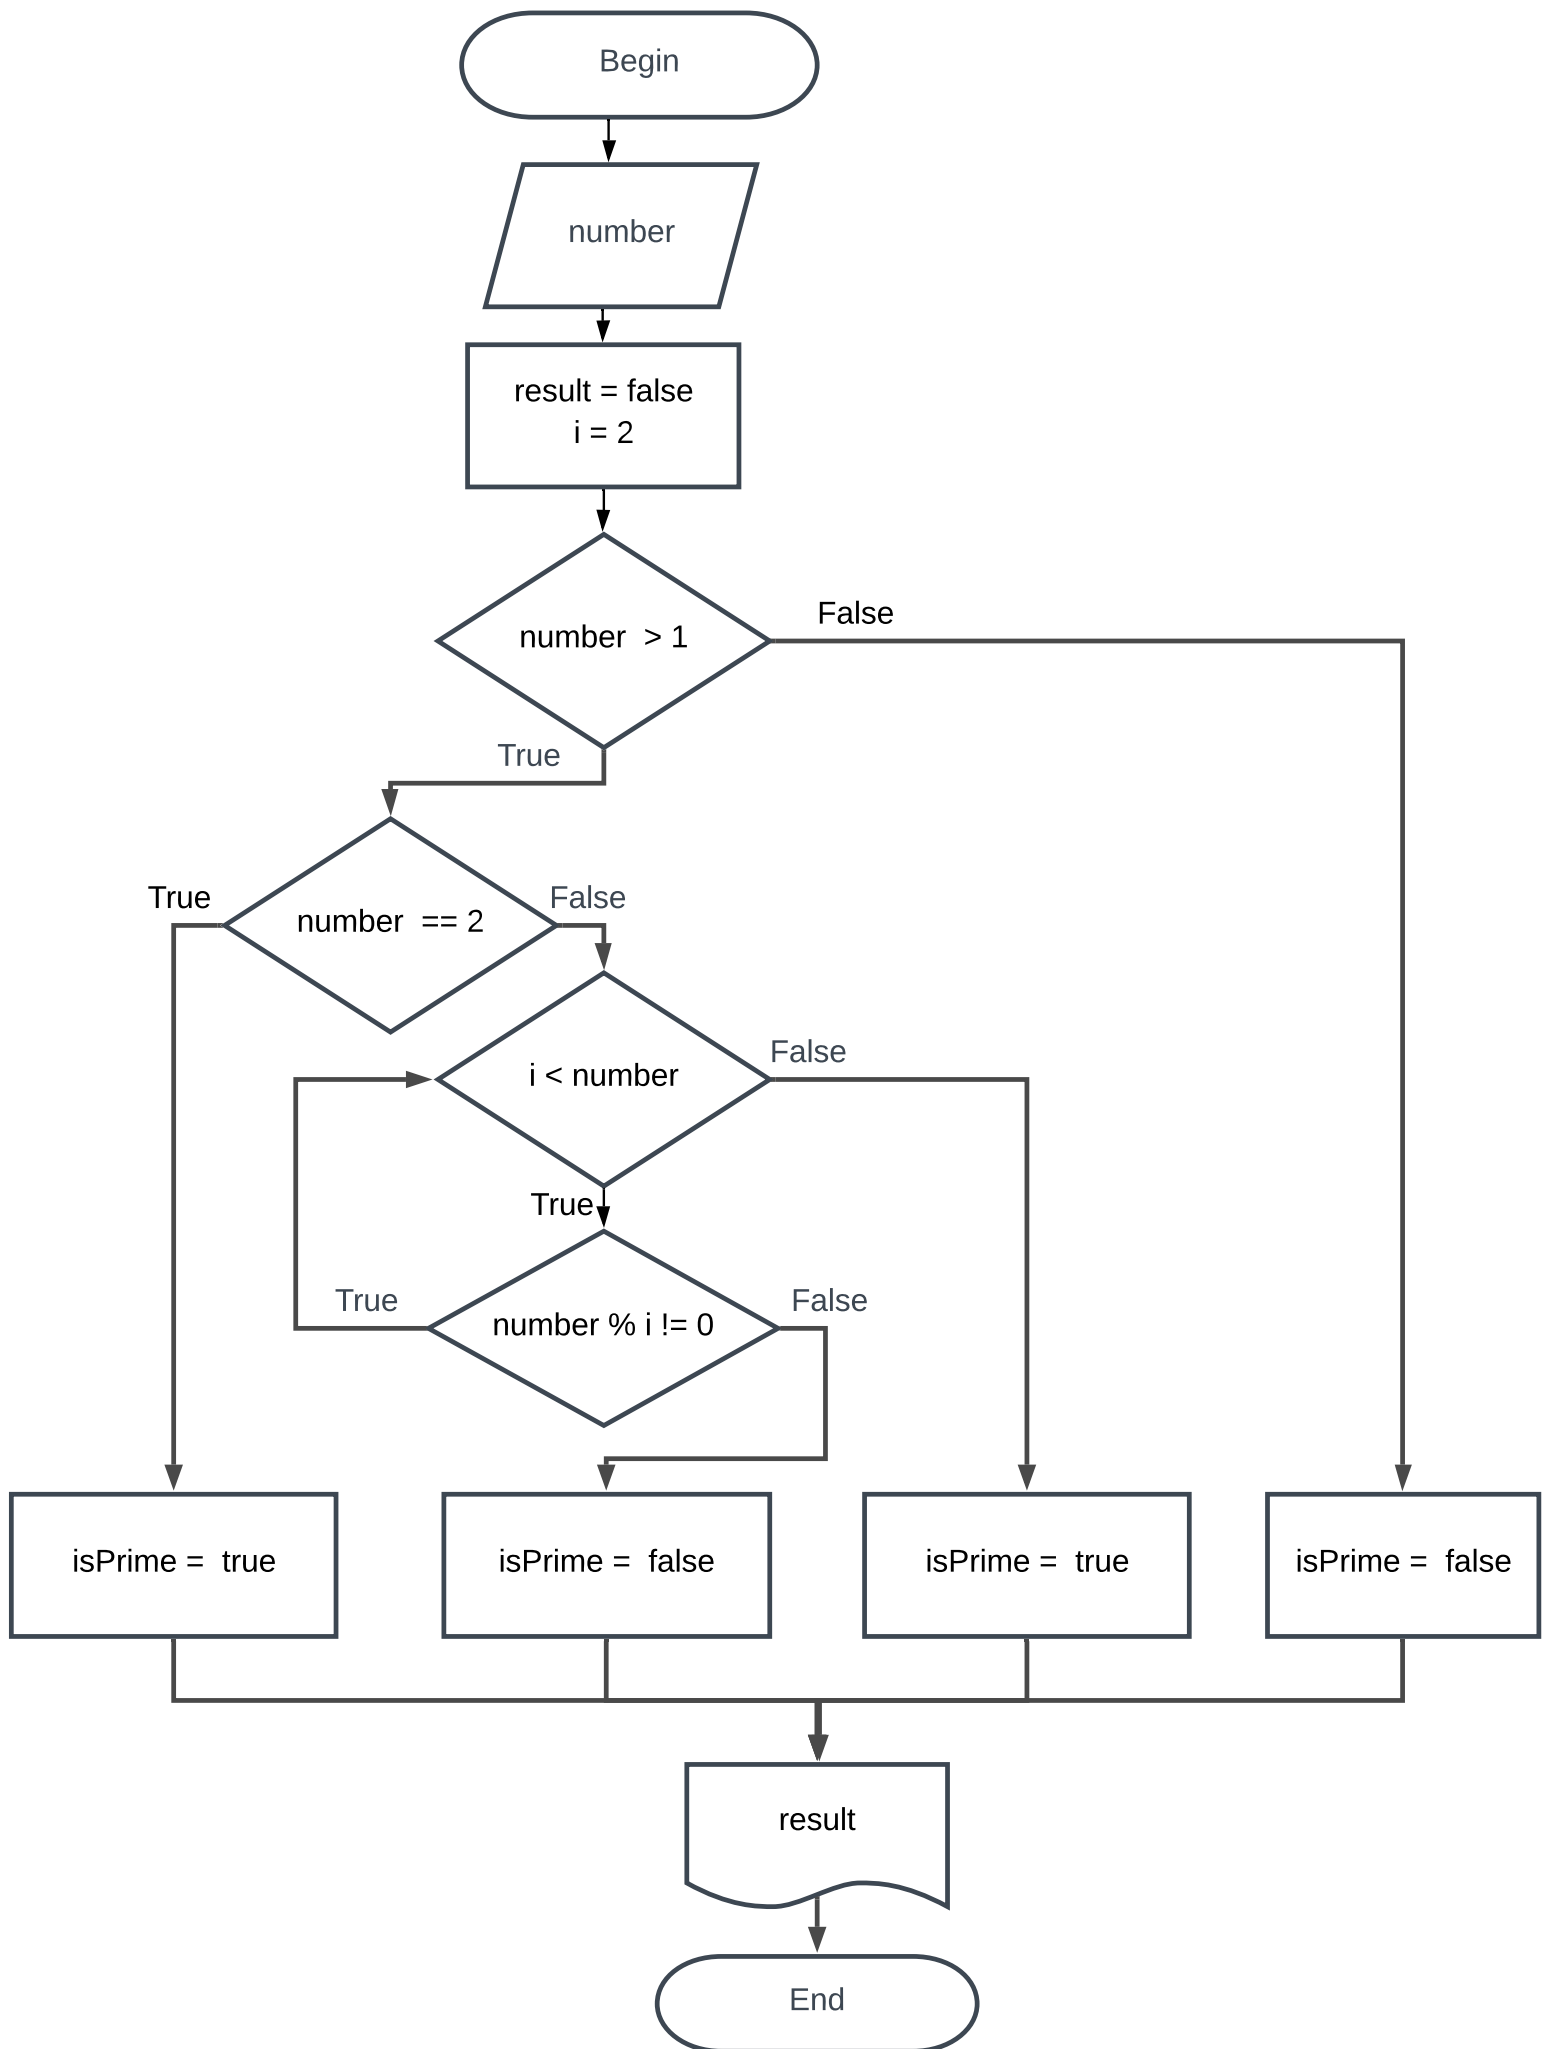 Begin
number
result = false
i = 2
number  > 1
False
True
True
number  == 2
False
i < number
False
True
True
number % i != 0
False
isPrime =  true
isPrime =  false
isPrime =  true
isPrime =  false
result
End